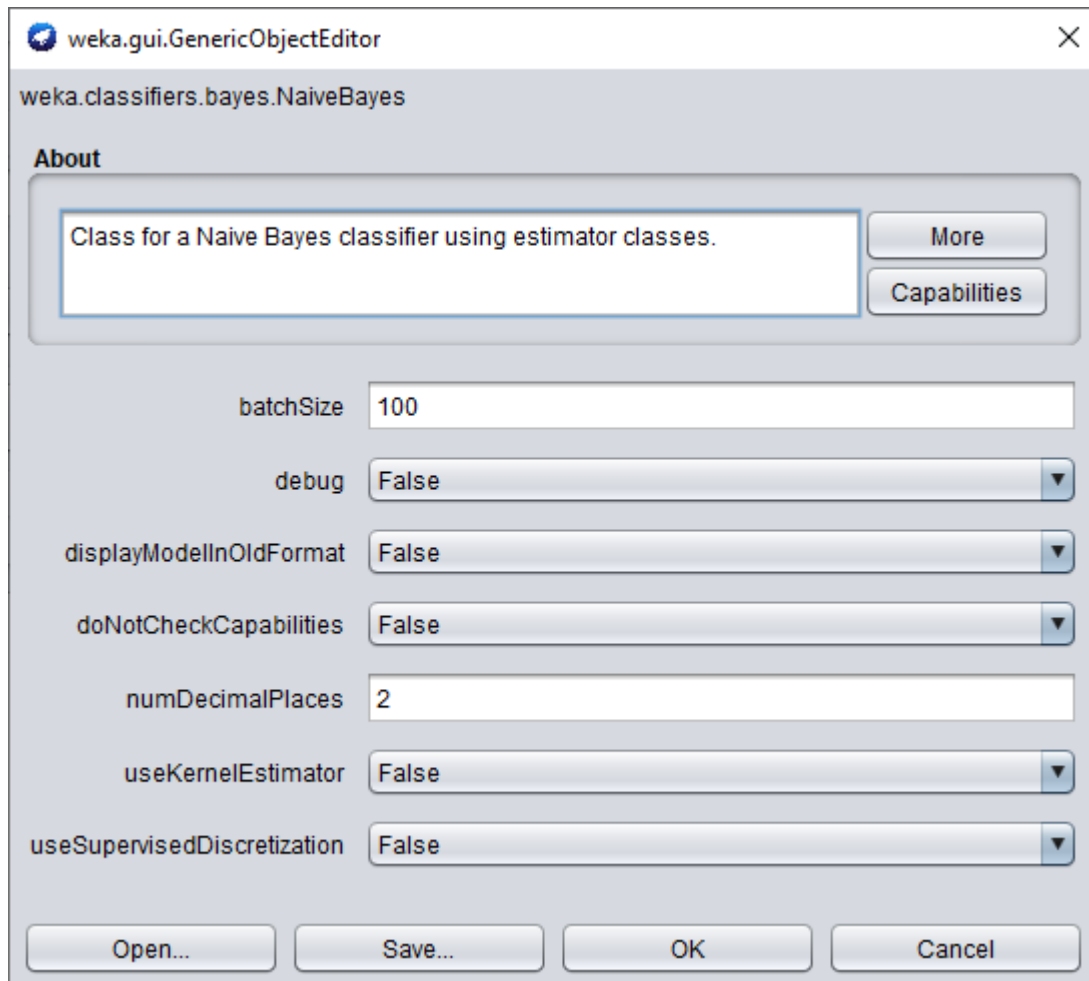 weka.gui.GenericObjectEditor
weka.classifiers.bayes.NaiveBayes
About
Class for a Naive Bayes classifier using estimator classes.
More
Capabilities
batchSize 100
debug False
displayModelInOldFormat False
doNotCheckCapabilities False
numDecimalPlaces 2
useKernelEstimator False
useSupervisedDiscretization False
Open... Save... OK Cancel